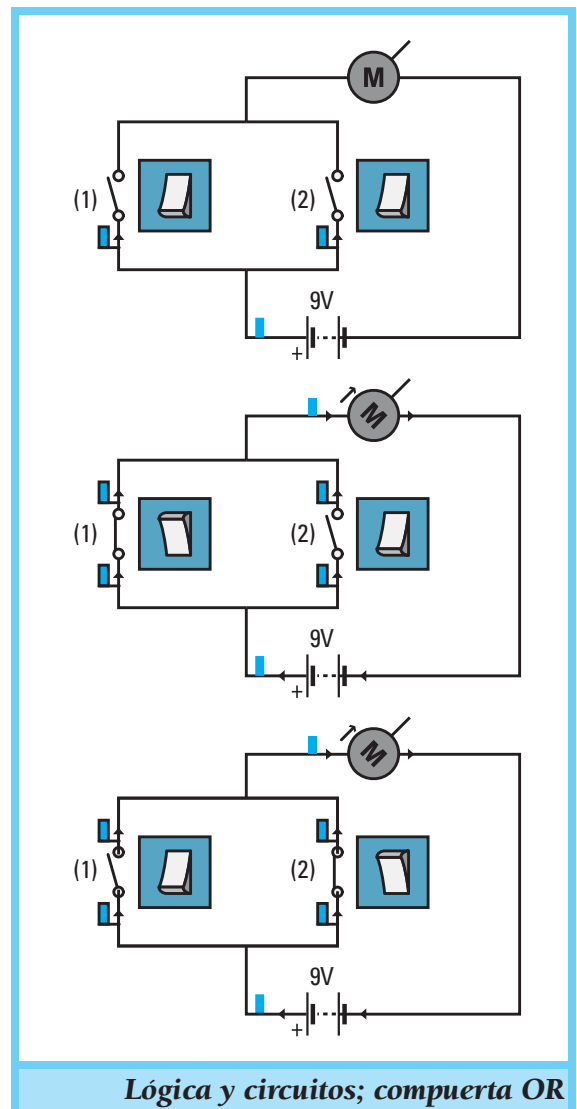 M
(1)
(2)
9V
+
M
(1)
(2)
9V
+
M
(1)
(2)
9V
+
Lógica y circuitos; compuerta OR